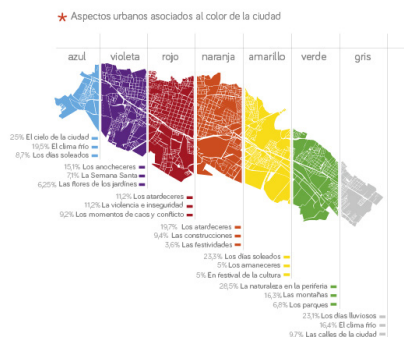 * Aspectos urbanos asociados al color de la ciudad
azul violeta rojo naranja amarillo verde gris
25% El cielo de la ciudad
19,5% El clima frío
8,7% Los días soleados
15,1% Los anocheceres
7,1% La Semana Santa
6,25% Las flores de los jardines
11,2% Los atardeceres
11,2% La violencia e inseguridad
9,2% Los momentos de caos y conflicto
19,7% Los atardeceres
9,4% Las construcciones
3,6% Las festividades
23,3% Los días soleados
5% Los amaneceres
5% En festival de la cultura
28,5% La naturaleza en la periferia
16,3% Las montañas
6,8% Los parques
23,1% Los días lluviosos
16,4% El clima frío
9,7% Las calles de la ciudad